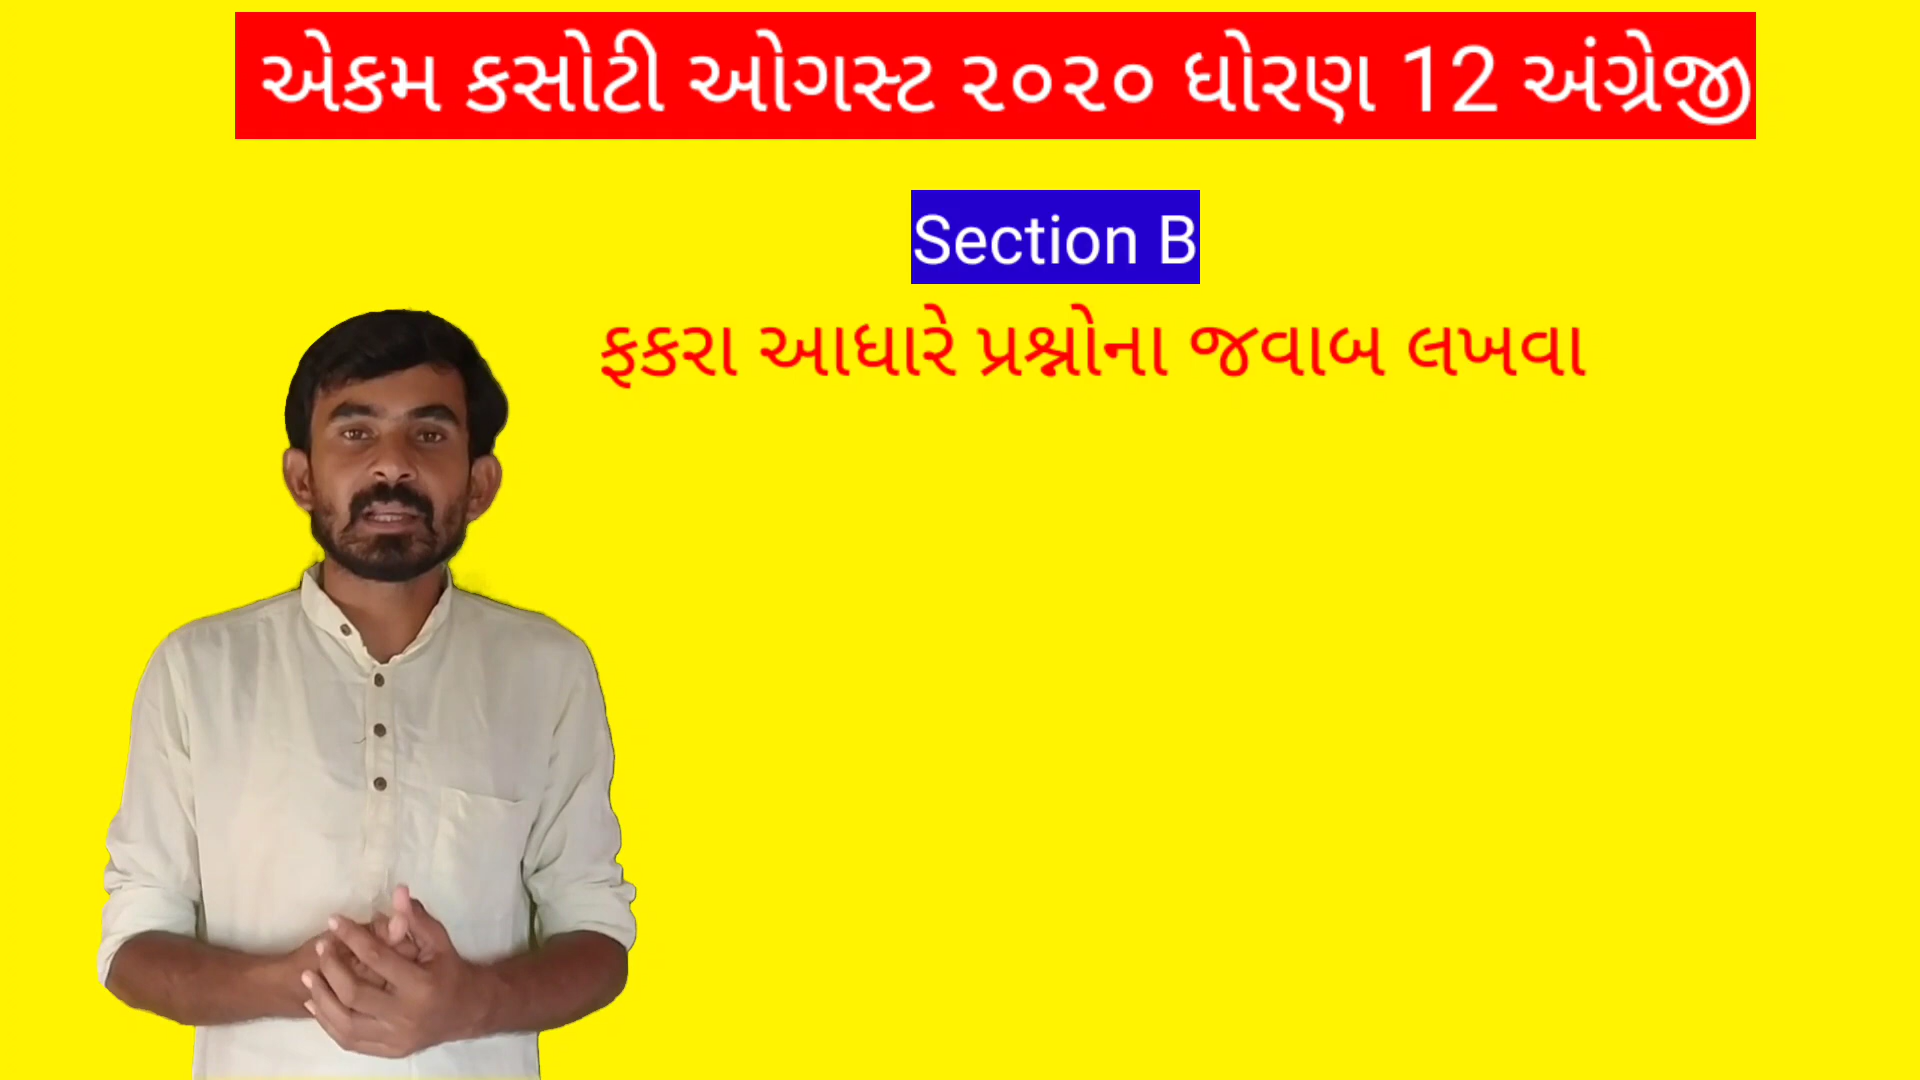 એકમ કસોટી ઓગસ્ટ ૨૦૨૦ ધોરણ 12 અંગ્રેજી
Section B
ફકરા આધારે પ્રશ્નોના જવાબ લખવા